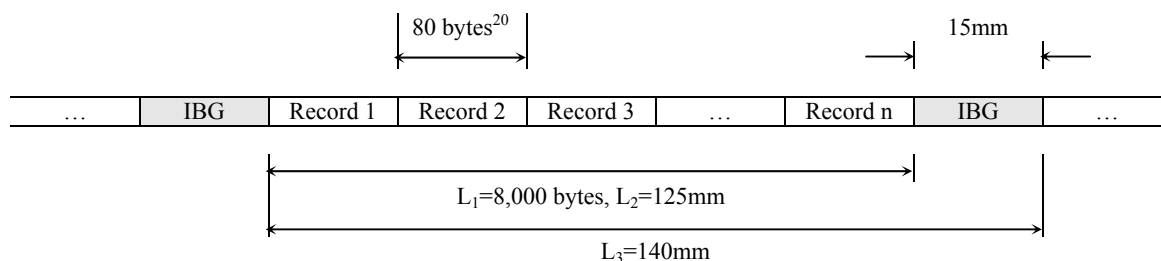 80 bytes20
15mm
… IBG Record 1 Record 2 Record 3 … Record n IBG …
L1=8,000 bytes, L2=125mm
L3=140mm